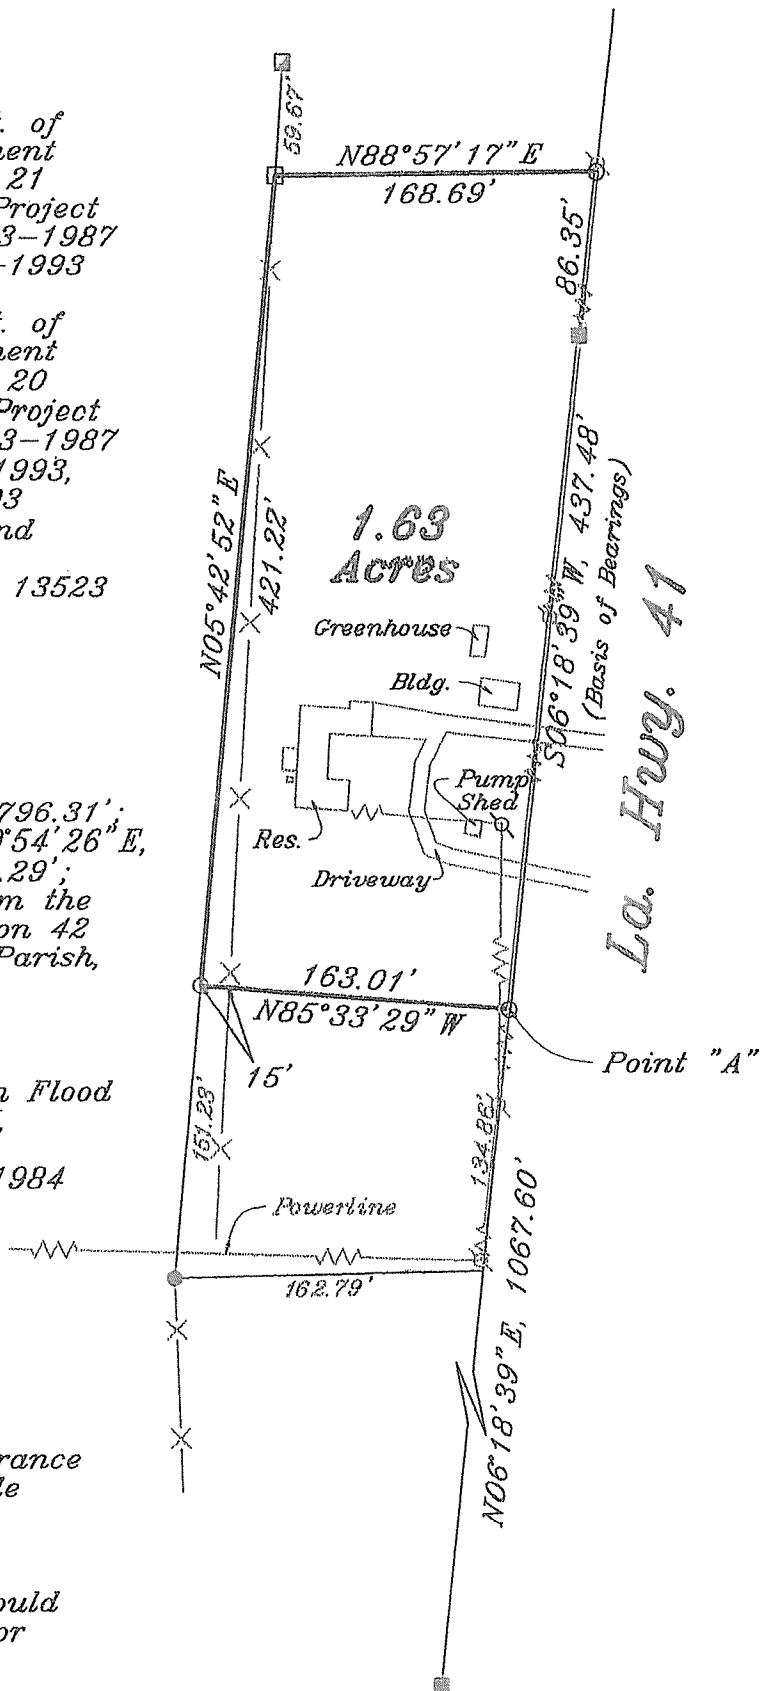 59.67'
t. of
N88°57'17"E
168.69'
21
Project
3-1987
-1993
86.35'
t. of
20
Project
3-1987
1993,
nd
13523
N05°42'52"E
421.22'
1.63
Acres
S06°18'39"W, 437.48'
(Basis of Bearings)
La. Hwy. 41
Greenhouse
Bldg.
Pump
Shed
Res.
Driveway
796.31';
°54'26"E,
.29';
m the
on 42
Parish,
163.01'
N85°33'29"W
Point "A"
15'
n Flood
1984
151.23'
134.86'
Powerline
162.79'
N06°18'39"E, 1067.60'
rance
le
ould
or